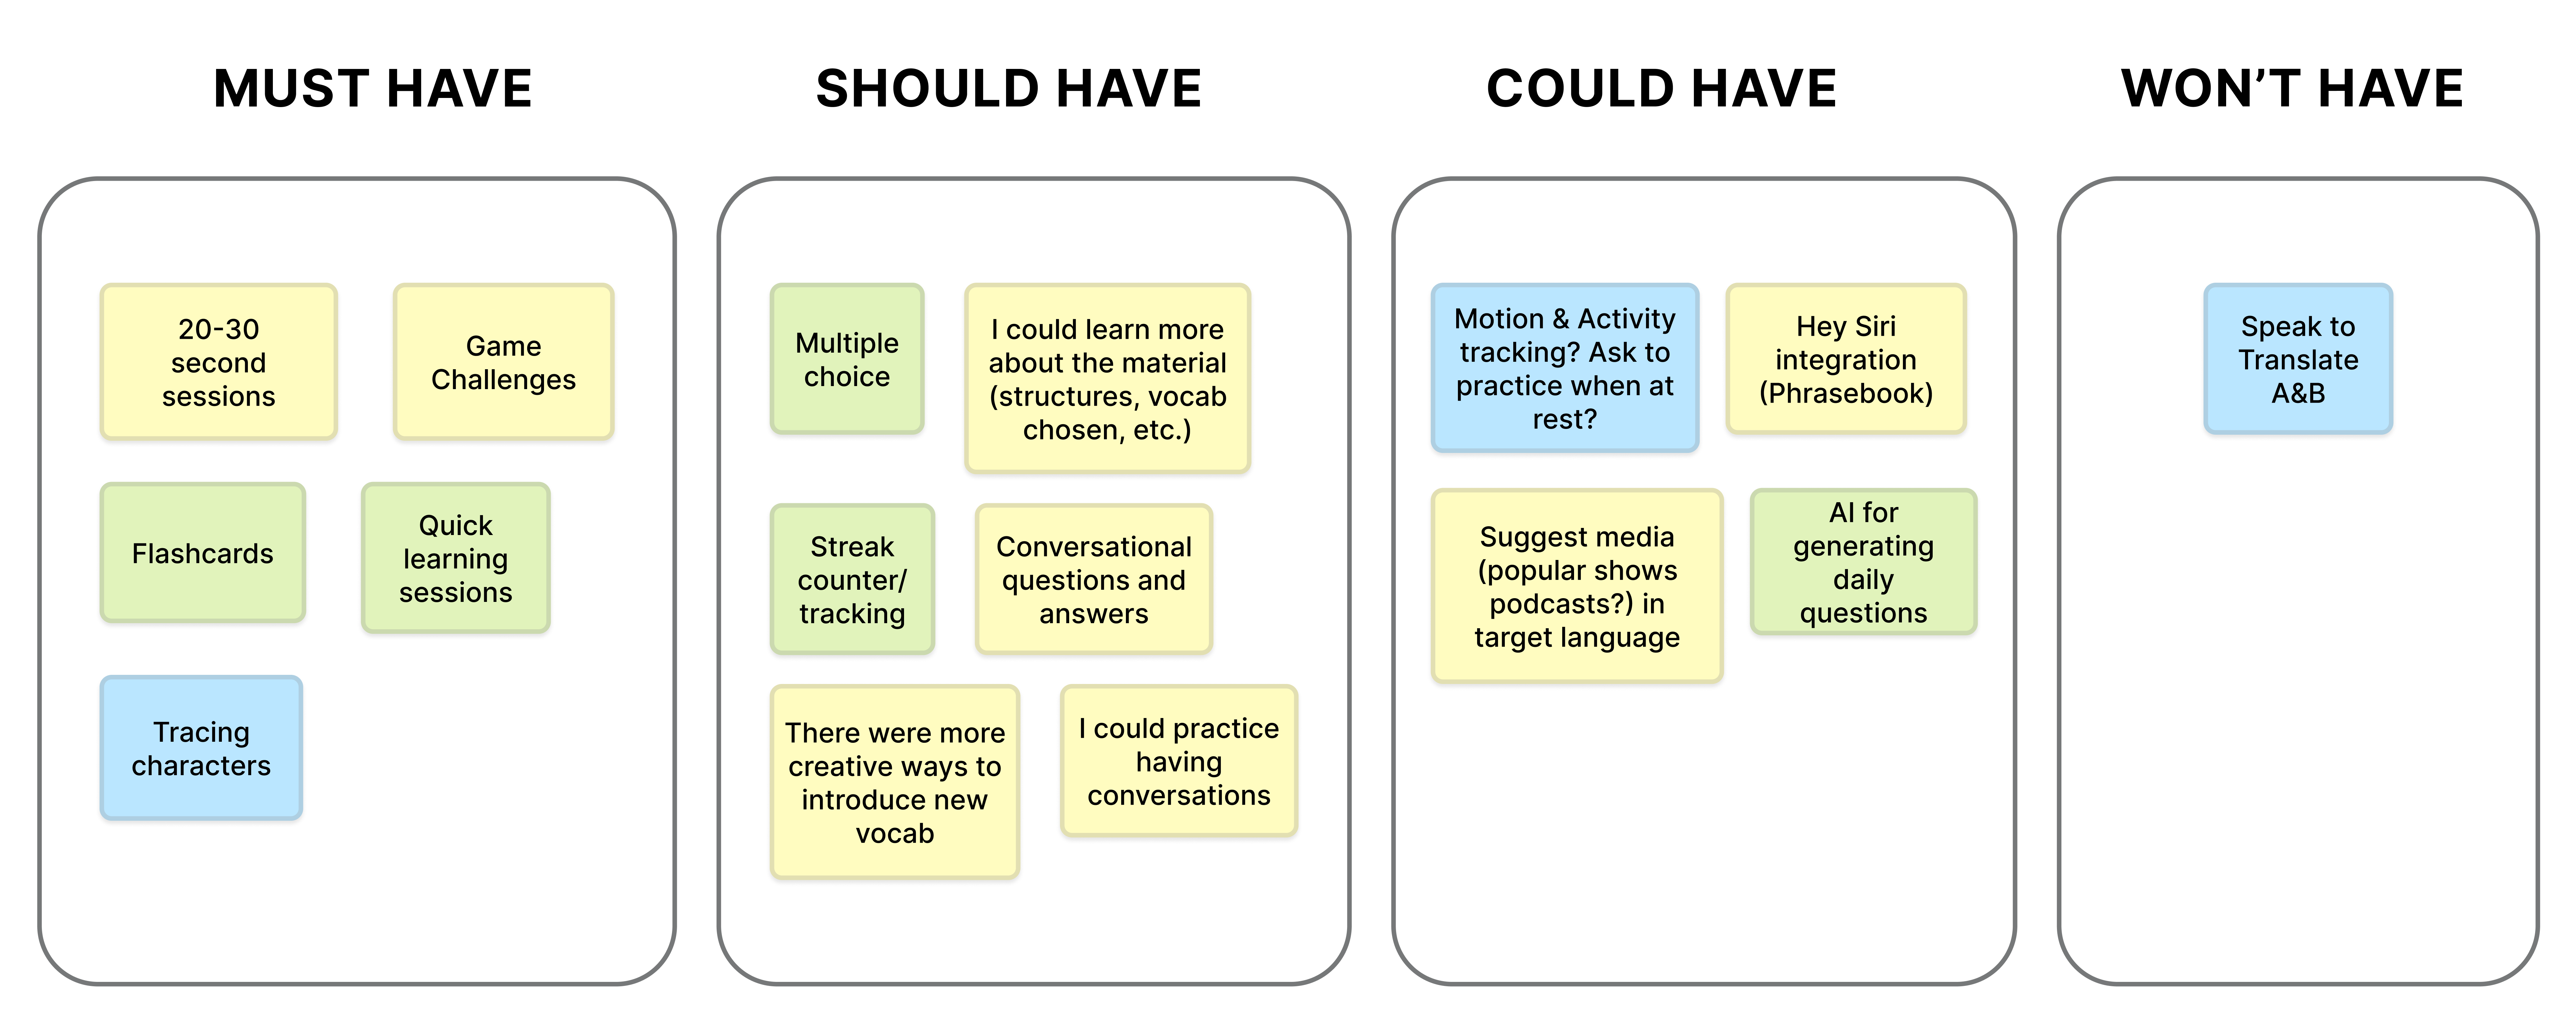 MUST HAVE
20-30
second
sessions
Game
Challenges
Flashcards
Quick
learning
sessions
Tracing
characters
SHOULD HAVE
Multiple
choice
I could learn more
about the material
(structures, vocab
chosen, etc.)
Streak
counter/
tracking
Conversational
questions and
answers
There were more
creative ways to
introduce new
vocab
I could practice
having
conversations
COULD HAVE
Motion & Activity
tracking? Ask to
practice when at
rest?
Hey Siri
integration
(Phrasebook)
Suggest media
(popular shows
podcasts?) in
target language
AI for
generating
daily
questions
WON’T HAVE
Speak to
Translate
A&B